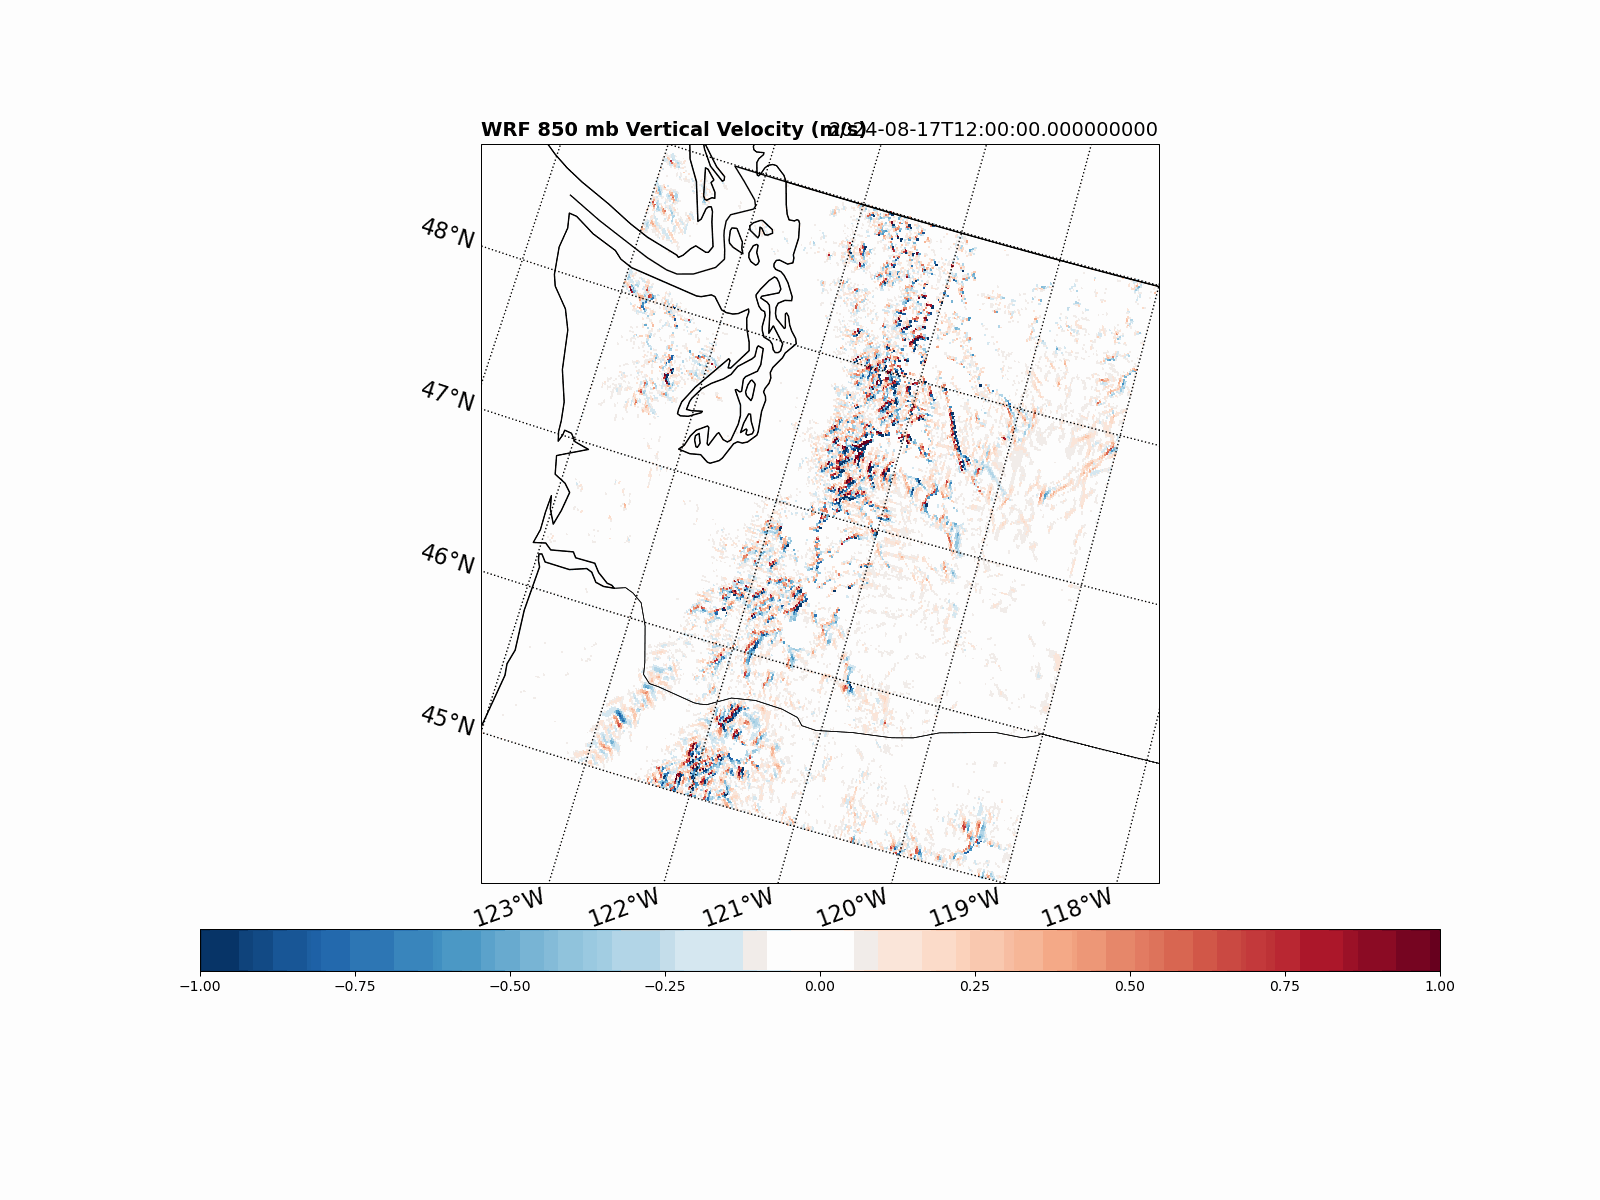 WRF 850 mb Vertical Velocity (m/s) 2024-08-17T12:00:00.000000000
48°N
47°N
46°N
45°N
123°W 122°W 121°W 120°W 119°W 118°W
−1.00 −0.75 −0.50 −0.25 0.00 0.25 0.50 0.75 1.00